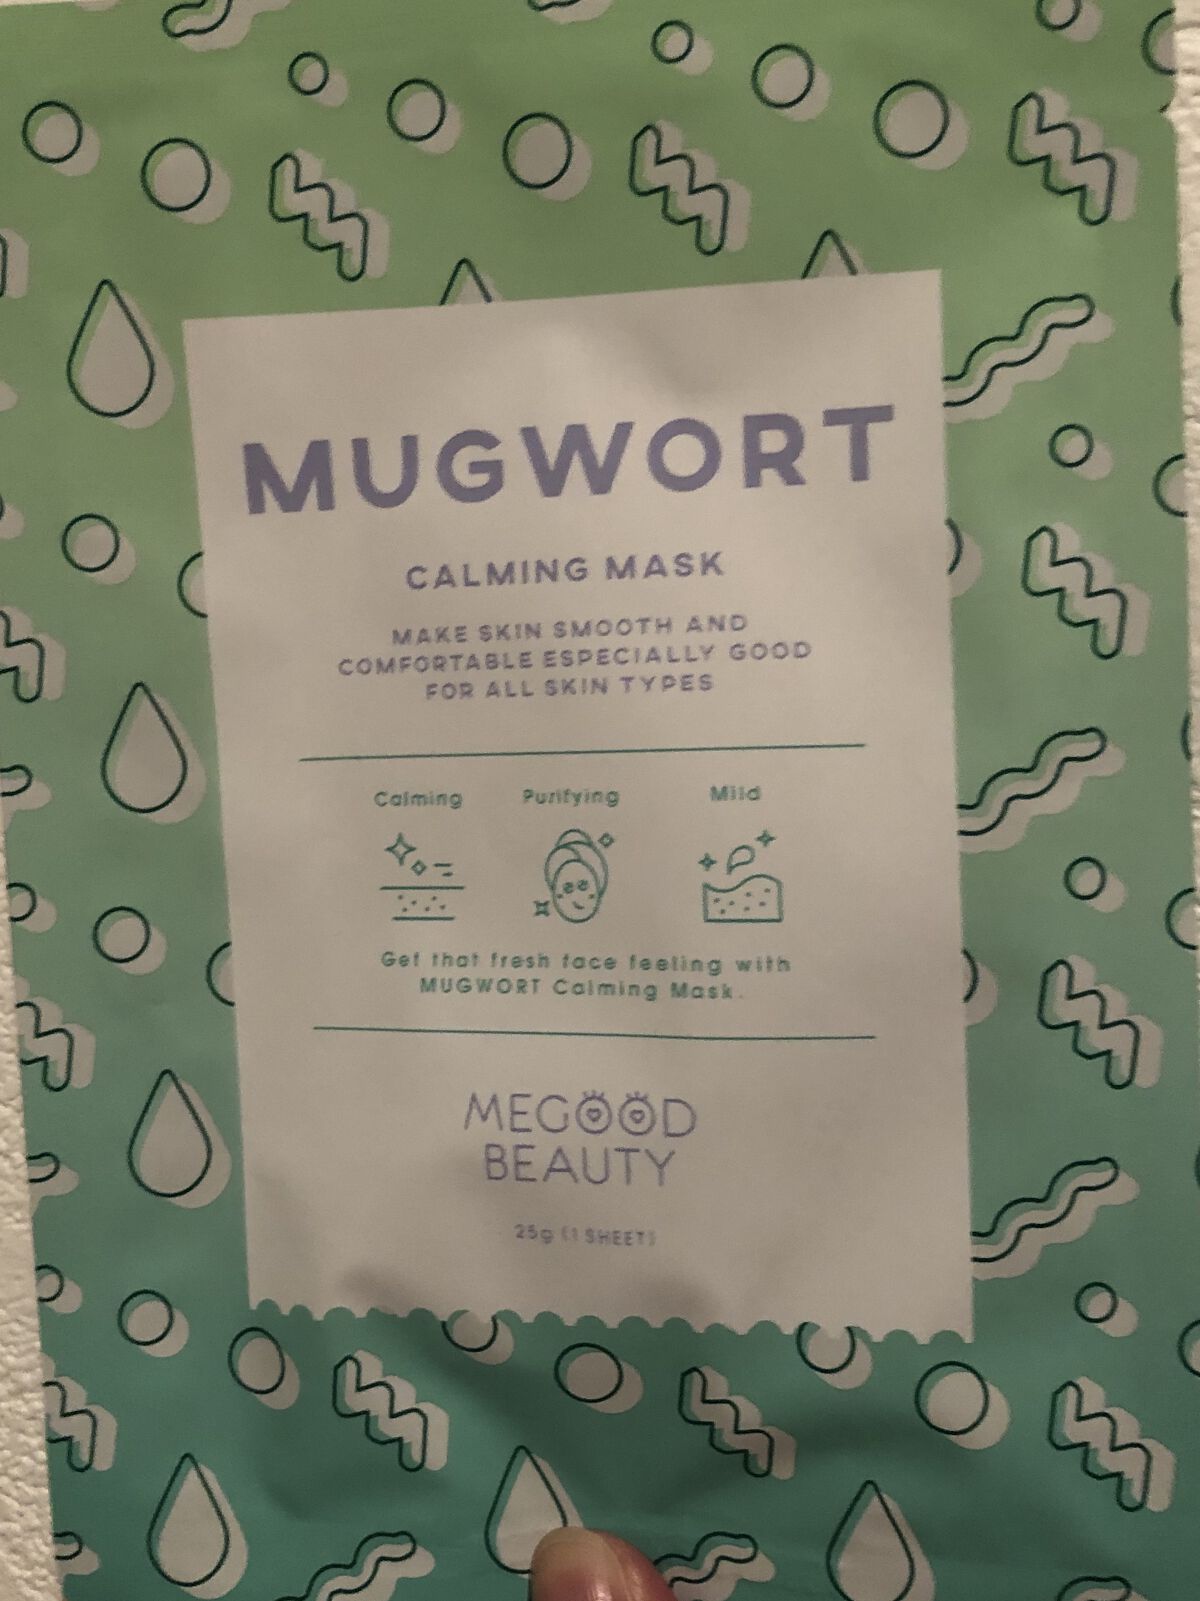 MUGWORT
CALMING MASK
MAKE SKIN SMOOTH AND
COMFORTABLE ESPECIALLY GOOD
FOR ALL SKIN TYPES
Calming Purifying Mild
Get that fresh face feeling with
MUGWORT Calming Mask.
MEGOOD
BEAUTY
25g (1 SHEET)